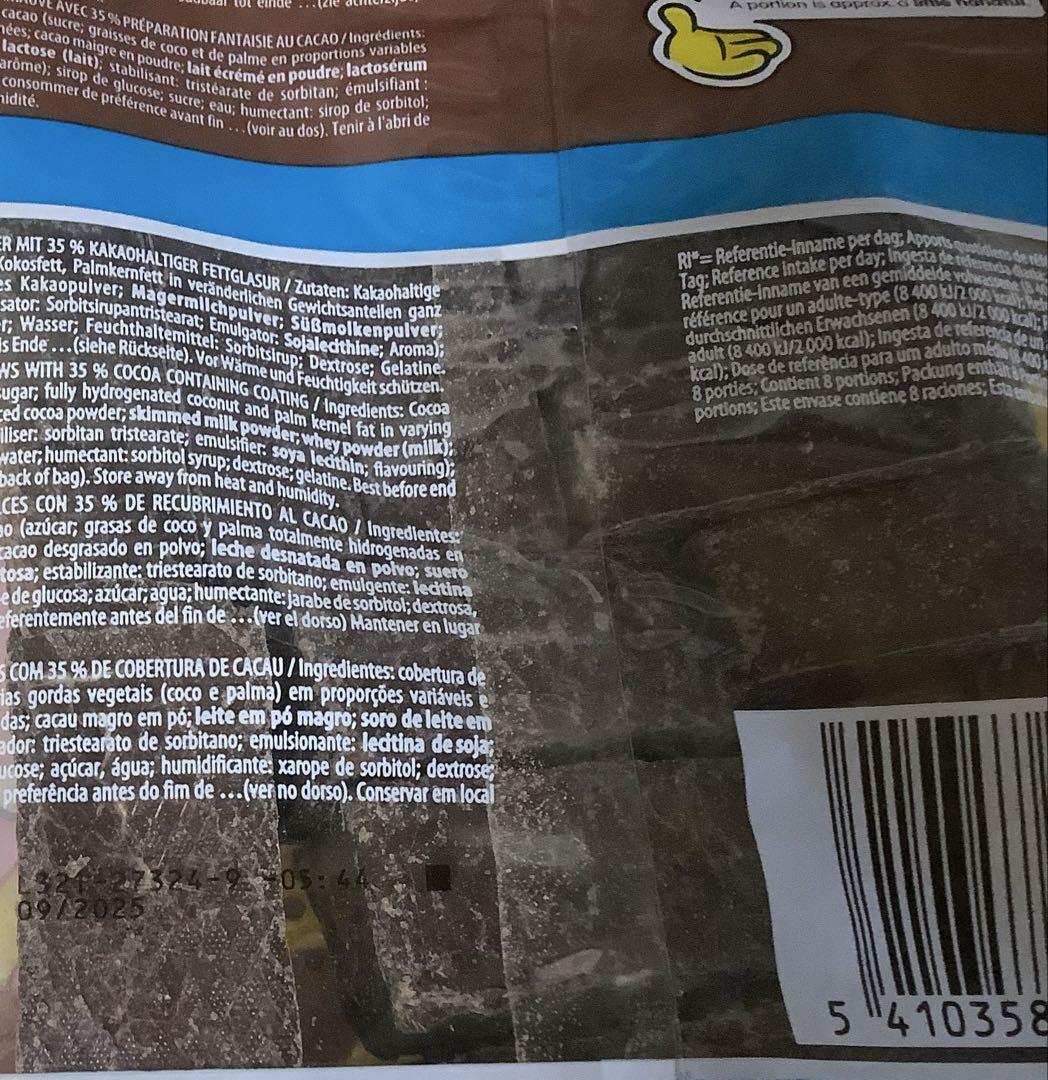 A portion is approx. a
AVEC 35 % PRÉPARATION FANTAISIE AU CACAO / Ingrédients:
cacao (sucre; graisses de coco et de palme en proportions variables
nées; cacao maigre en poudre; lait écrémé en poudre; lactosérum
lactose (lait); stabilisant: tristéarate de sorbitan; émulsifiant:
arôme); sirop de glucose; sucre; eau; humectant: sirop de sorbitol;
consommer de préférence avant fin ...(voir au dos). Tenir à l'abri de
nidité.
ER MIT 35 % KAKAOHALTIGER FETTGLASUR / Zutaten: Kakaohaltige
Kokosfett, Palmkernfett in veränderlichen Gewichtsanteilen ganz
es Kakaopulver; Magermilchpulver; Süßmolkenpulver;
sator: Sorbitsirupantristearat; Emulgator: Sojalecithine; Aroma);
er; Wasser; Feuchthaltemittel: Sorbitsirup; Dextrose; Gelatine.
is Ende ...(siehe Rückseite). Vor Wärme und Feuchtigkeit schützen.
WS WITH 35 % COCOA CONTAINING COATING / Ingredients: Cocoa
ugar; fully hydrogenated coconut and palm kernel fat in varying
ced cocoa powder; skimmed milk powder; whey powder (milk);
iliser: sorbitan tristearate; emulsifier: soya lecithin; flavouring);
water; humectant: sorbitol syrup; dextrose; gelatine. Best before end
back of bag). Store away from heat and humidity.
CES CON 35 % DE RECUBRIMIENTO AL CACAO / Ingredientes:
ao (azúcar; grasas de coco y palma totalmente hidrogenadas en
cacao desgrasado en polvo; leche desnatada en polvo; suero
tosa; estabilizante: triestearato de sorbitano; emulgente: lecitina
e de glucosa; azúcar; agua; humectante: jarabe de sorbitol; dextrosa,
eferentemente antes del fin de ...(ver el dorso) Mantener en lugar
S COM 35 % DE COBERTURA DE CACAU / Ingredientes: cobertura de
ias gordas vegetais (coco e palma) em proporções variáveis e
das; cacau magro em pó; leite em pó magro; soro de leite em
ador: triestearato de sorbitano; emulsionante: lecitina de soja;
ucose; açúcar, água; humidificante: xarope de sorbitol; dextrose;
preferência antes do fim de ...(ver no dorso). Conservar em local
RI*= Referentie-Inname per dag; Apports
Tag; Reference Intake per day; Ingesta de
Referentie-Inname van een gemiddelde
référence pour un adulte-type (8 400 kJ/2 000 kcal);
durchschnittlichen Erwachsenen (8 400 kJ/2 000 kcal);
adult (8 400 kJ/2 000 kcal); Ingesta de referencia de un
kcal); Dose de referência para um adulto
8 porties; Contient 8 portions; Packung enthält
portions; Este envase contiene 8 raciones;
05:44
09/2025
5 410358